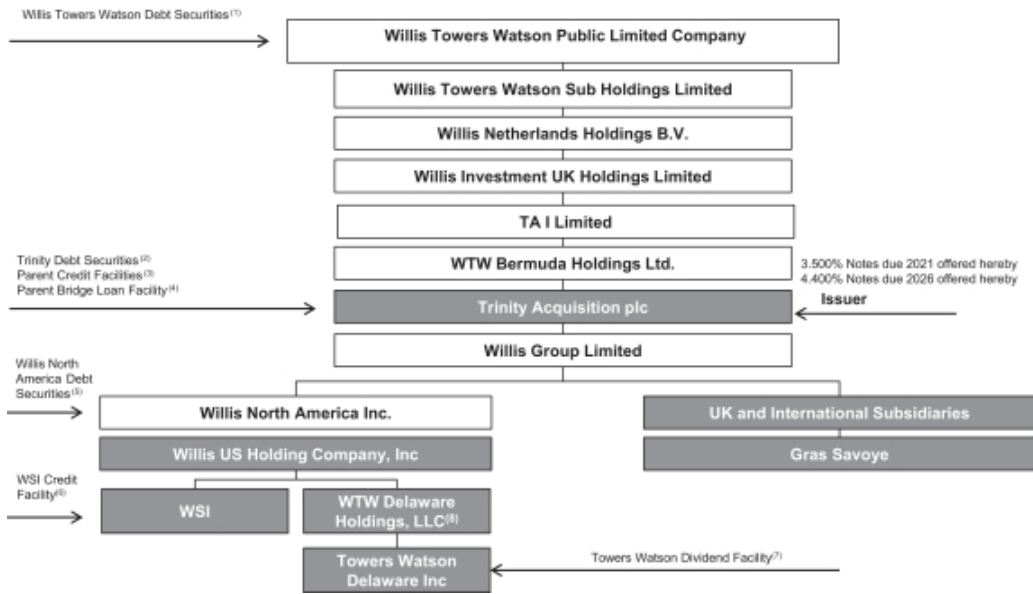 Willis Towers Watson Debt Securities(1)
Willis Towers Watson Public Limited Company
Willis Towers Watson Sub Holdings Limited
Willis Netherlands Holdings B.V.
Willis Investment UK Holdings Limited
TA I Limited
Trinity Debt Securities(2)
Parent Credit Facilities(3)
Parent Bridge Loan Facility(4)
WTW Bermuda Holdings Ltd.
3.500% Notes due 2021 offered hereby
4.400% Notes due 2026 offered hereby
Issuer
Trinity Acquisition plc
Willis Group Limited
Willis North
America Debt
Securities(5)
Willis North America Inc.
UK and International Subsidiaries
Willis US Holding Company, Inc
Gras Savoye
WSI Credit
Facility(6)
WSI
WTW Delaware
Holdings, LLC(8)
Towers Watson
Delaware Inc
Towers Watson Dividend Facility(7)